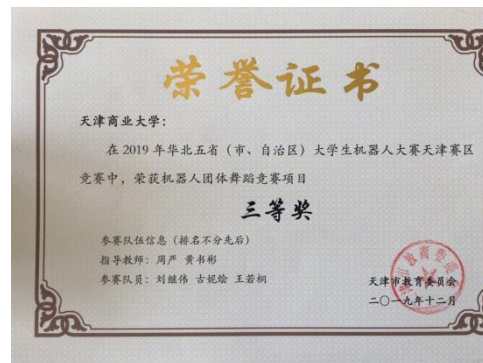 荣誉证书
天津商业大学：
在 2019 年华北五省（市、自治区）大学生机器人大赛天津赛区
竞赛中，荣获机器人团体舞蹈竞赛项目
三等奖
参赛队伍信息（排名不分先后）
指导教师：周严 黄书彬
参赛队员：刘继伟 古妮烩 王若桐
天津市教育委员会
二〇一九年十二月